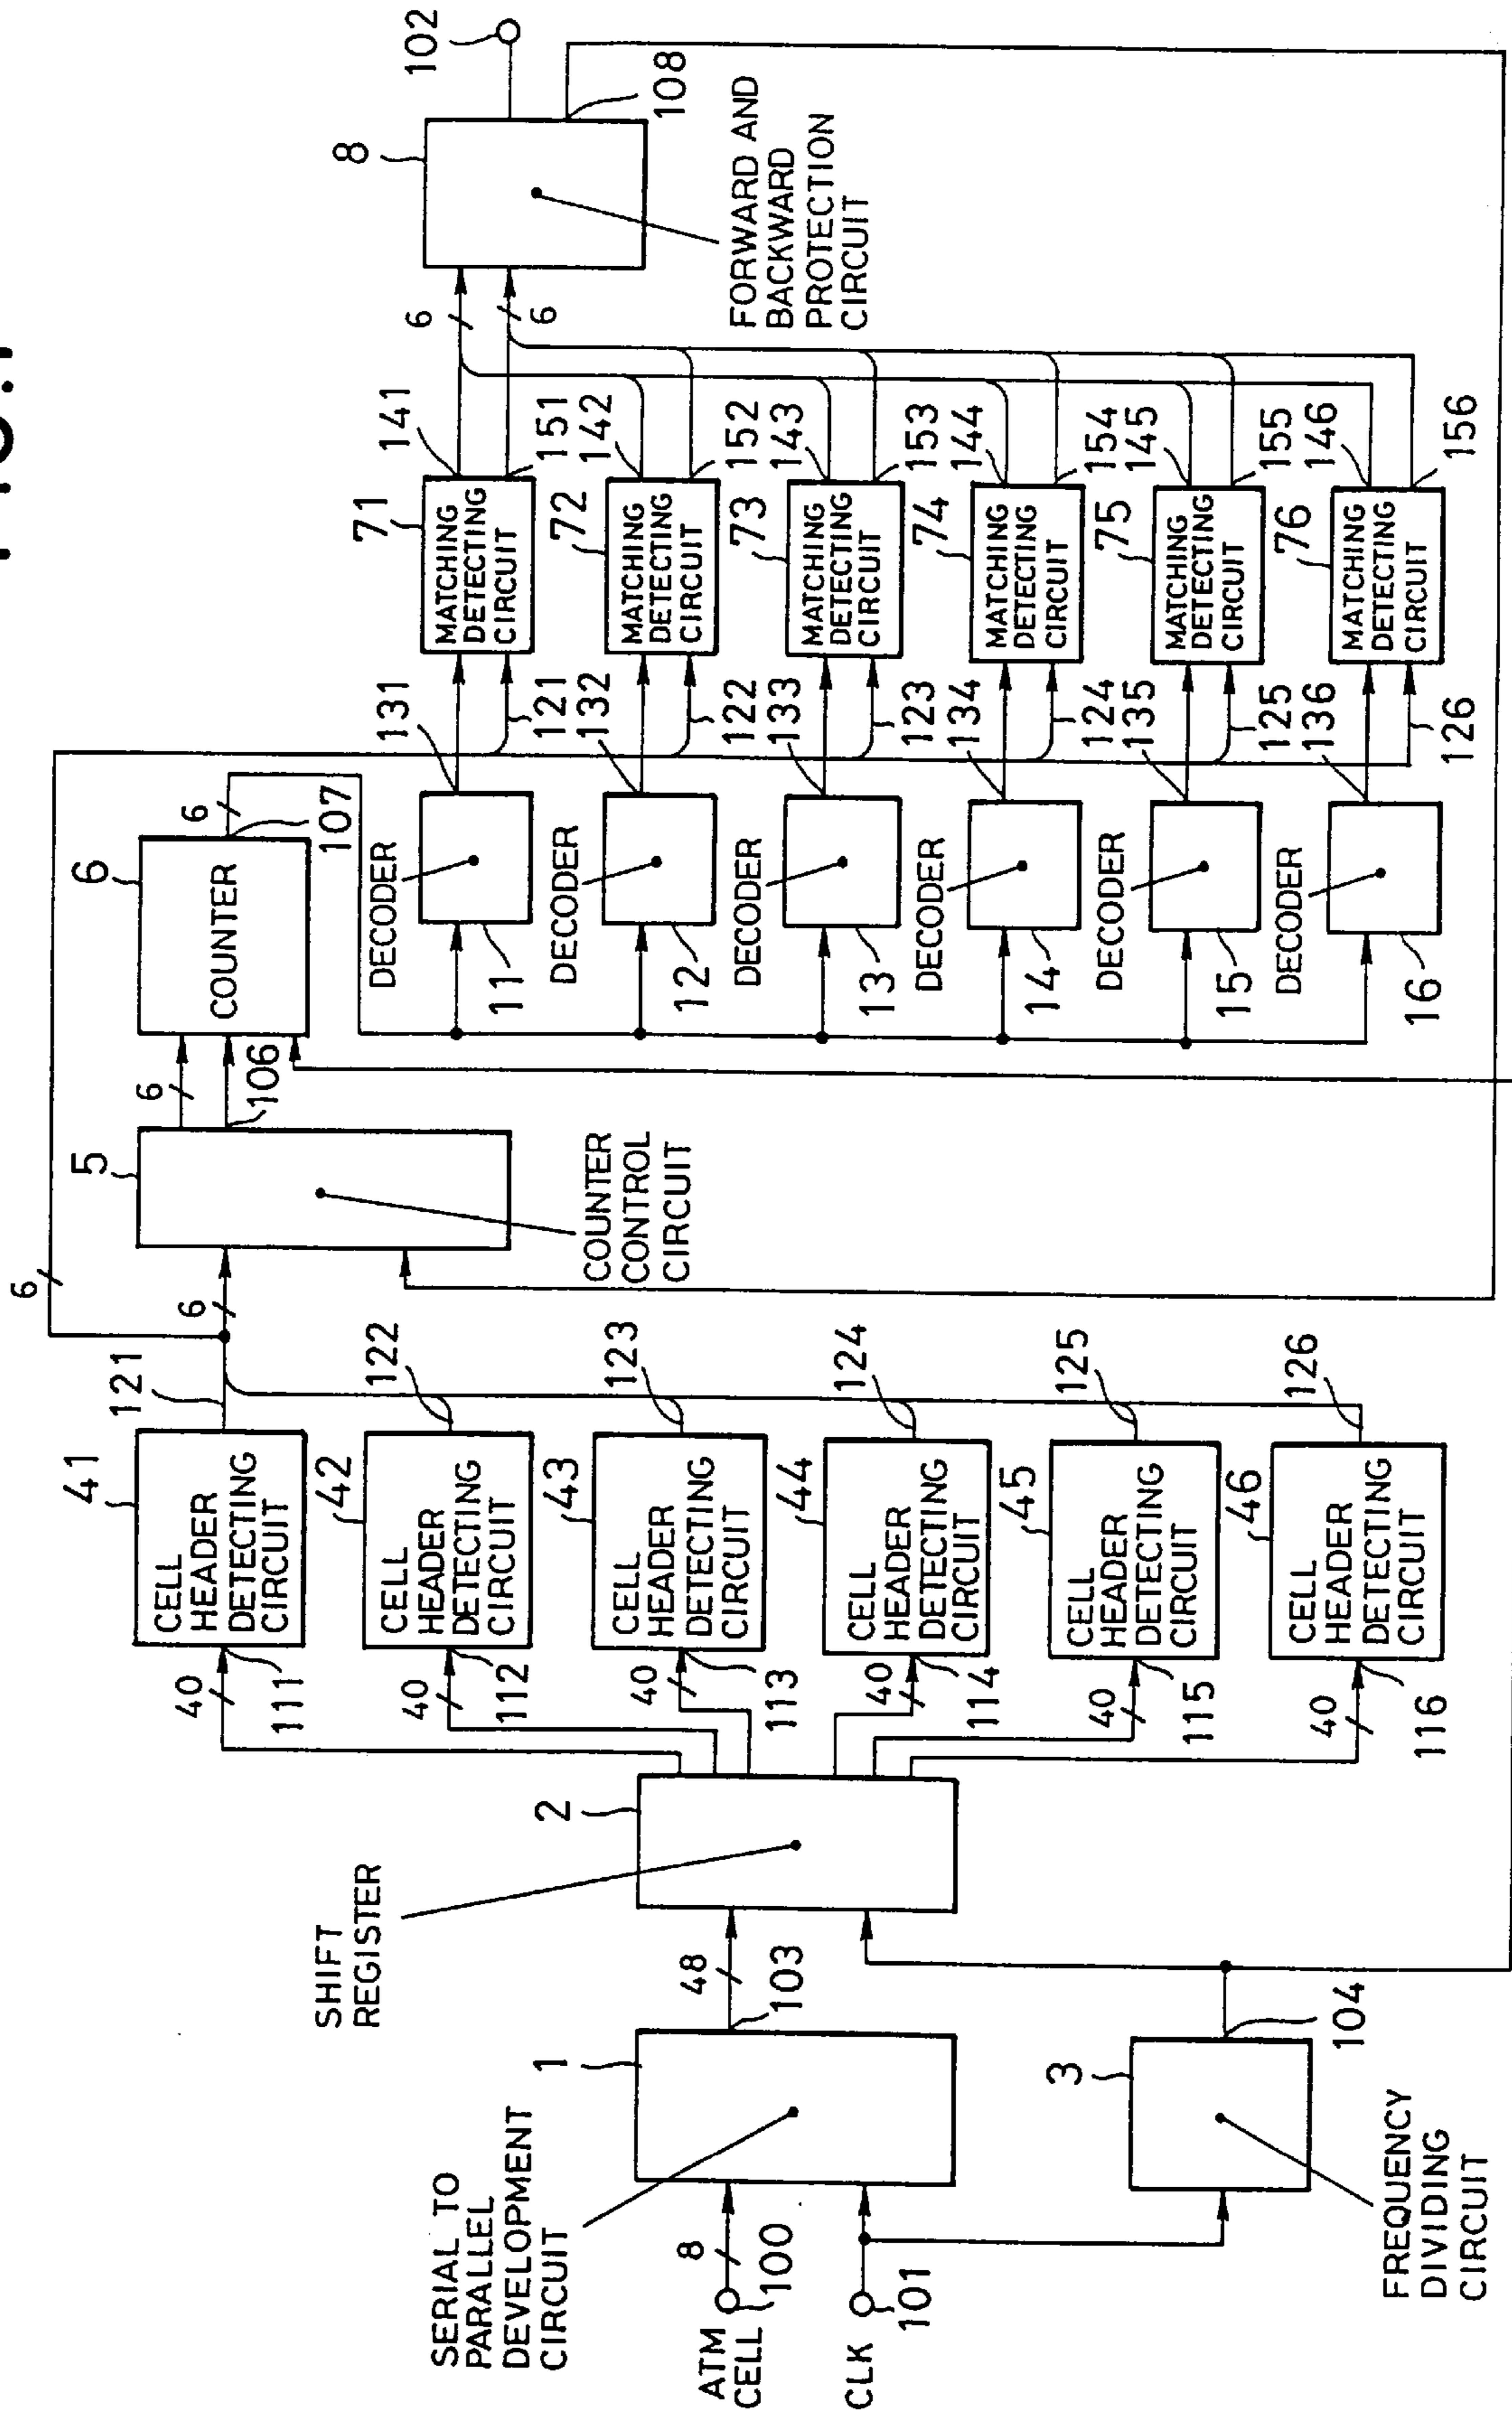 SERIAL TO
PARALLEL
DEVELOPMENT
CIRCUIT
1
ATM
CELL
8
100
CLK
101
48
103
FREQUENCY
DIVIDING
CIRCUIT
3
104
SHIFT
REGISTER
2
40
111
40
112
40
113
40
114
40
115
40
116
41
CELL
HEADER
DETECTING
CIRCUIT
121
42
CELL
HEADER
DETECTING
CIRCUIT
122
43
CELL
HEADER
DETECTING
CIRCUIT
123
44
CELL
HEADER
DETECTING
CIRCUIT
124
45
CELL
HEADER
DETECTING
CIRCUIT
125
46
CELL
HEADER
DETECTING
CIRCUIT
126
6
6
5
COUNTER
CONTROL
CIRCUIT
6
106
6
COUNTER
6
107
DECODER
11
131
121
DECODER
12
132
122
DECODER
13
133
123
DECODER
14
134
124
DECODER
15
135
125
DECODER
16
136
126
71
MATCHING
DETECTING
CIRCUIT
141
151
72
MATCHING
DETECTING
CIRCUIT
142
152
73
MATCHING
DETECTING
CIRCUIT
143
153
74
MATCHING
DETECTING
CIRCUIT
144
154
75
MATCHING
DETECTING
CIRCUIT
145
155
76
MATCHING
DETECTING
CIRCUIT
146
156
6
6
8
FORWARD AND
BACKWARD
PROTECTION
CIRCUIT
102
108